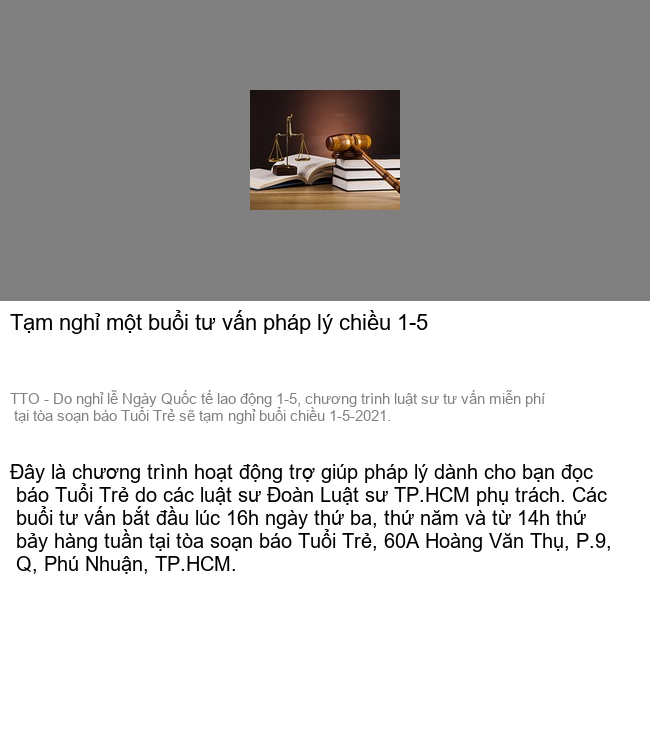 Tạm nghỉ một buổi tư vấn pháp lý chiều 1-5
TTO - Do nghỉ lễ Ngày Quốc tế lao động 1-5, chương trình luật sư tư vấn miễn phí
tại tòa soạn báo Tuổi Trẻ sẽ tạm nghỉ buổi chiều 1-5-2021.
Đây là chương trình hoạt động trợ giúp pháp lý dành cho bạn đọc
báo Tuổi Trẻ do các luật sư Đoàn Luật sư TP.HCM phụ trách. Các
buổi tư vấn bắt đầu lúc 16h ngày thứ ba, thứ năm và từ 14h thứ
bảy hàng tuần tại tòa soạn báo Tuổi Trẻ, 60A Hoàng Văn Thụ, P.9,
Q, Phú Nhuận, TP.HCM.